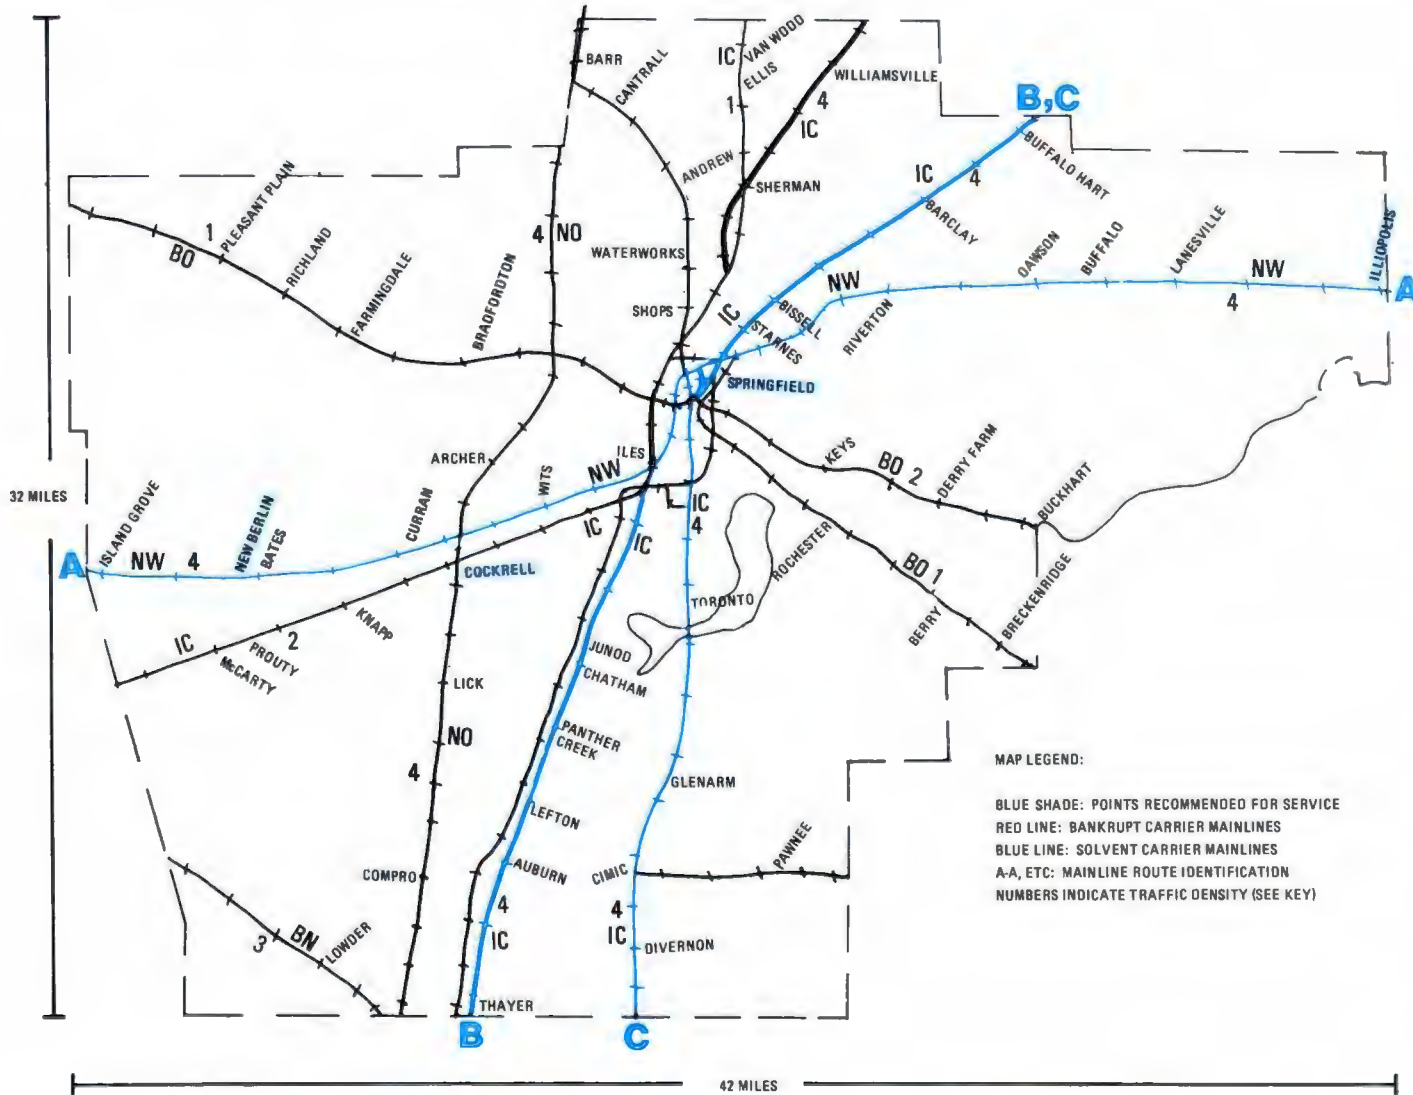 BARR
CANTRALL
IC
VAN WOOD
ELLIS
1
WILLIAMSVILLE
4
IC
B,C
BUFFALO HART
IC
4
ANDREW
SHERMAN
BARCLAY
PLEASANT PLAIN
1
BO
RICHLAND
FARMINGDALE
BRADFORDTON
4
NO
WATERWORKS
SHOPS
IC
BISSELL
STARNES
NW
RIVERTON
DAWSON
BUFFALO
LANESVILLE
NW
4
ILLIOPOLIS
A
SPRINGFIELD
ARCHER
ILES
NW
WITS
CURRAN
KEYS
BO 2
DERRY FARM
BUCKHART
32 MILES
ISLAND GROVE
A
NW
4
NEW BERLIN
BATES
COCKRELL
IC
IC
IC
4
ROCHESTER
BO 1
BERRY
BRECKENRIDGE
TORONTO
KNAPP
IC
2
PROUTY
McCARTY
LICK
JUNOD
CHATHAM
NO
4
PANTHER
CREEK
LEFTON
GLENARM
AUBURN
COMPRO
CIMIC
PAWNEE
4
IC
4
IC
DIVERNON
BN
3
LOWDER
THAYER
B
C
MAP LEGEND:
BLUE SHADE: POINTS RECOMMENDED FOR SERVICE
RED LINE: BANKRUPT CARRIER MAINLINES
BLUE LINE: SOLVENT CARRIER MAINLINES
A-A, ETC: MAINLINE ROUTE IDENTIFICATION
NUMBERS INDICATE TRAFFIC DENSITY (SEE KEY)
42 MILES